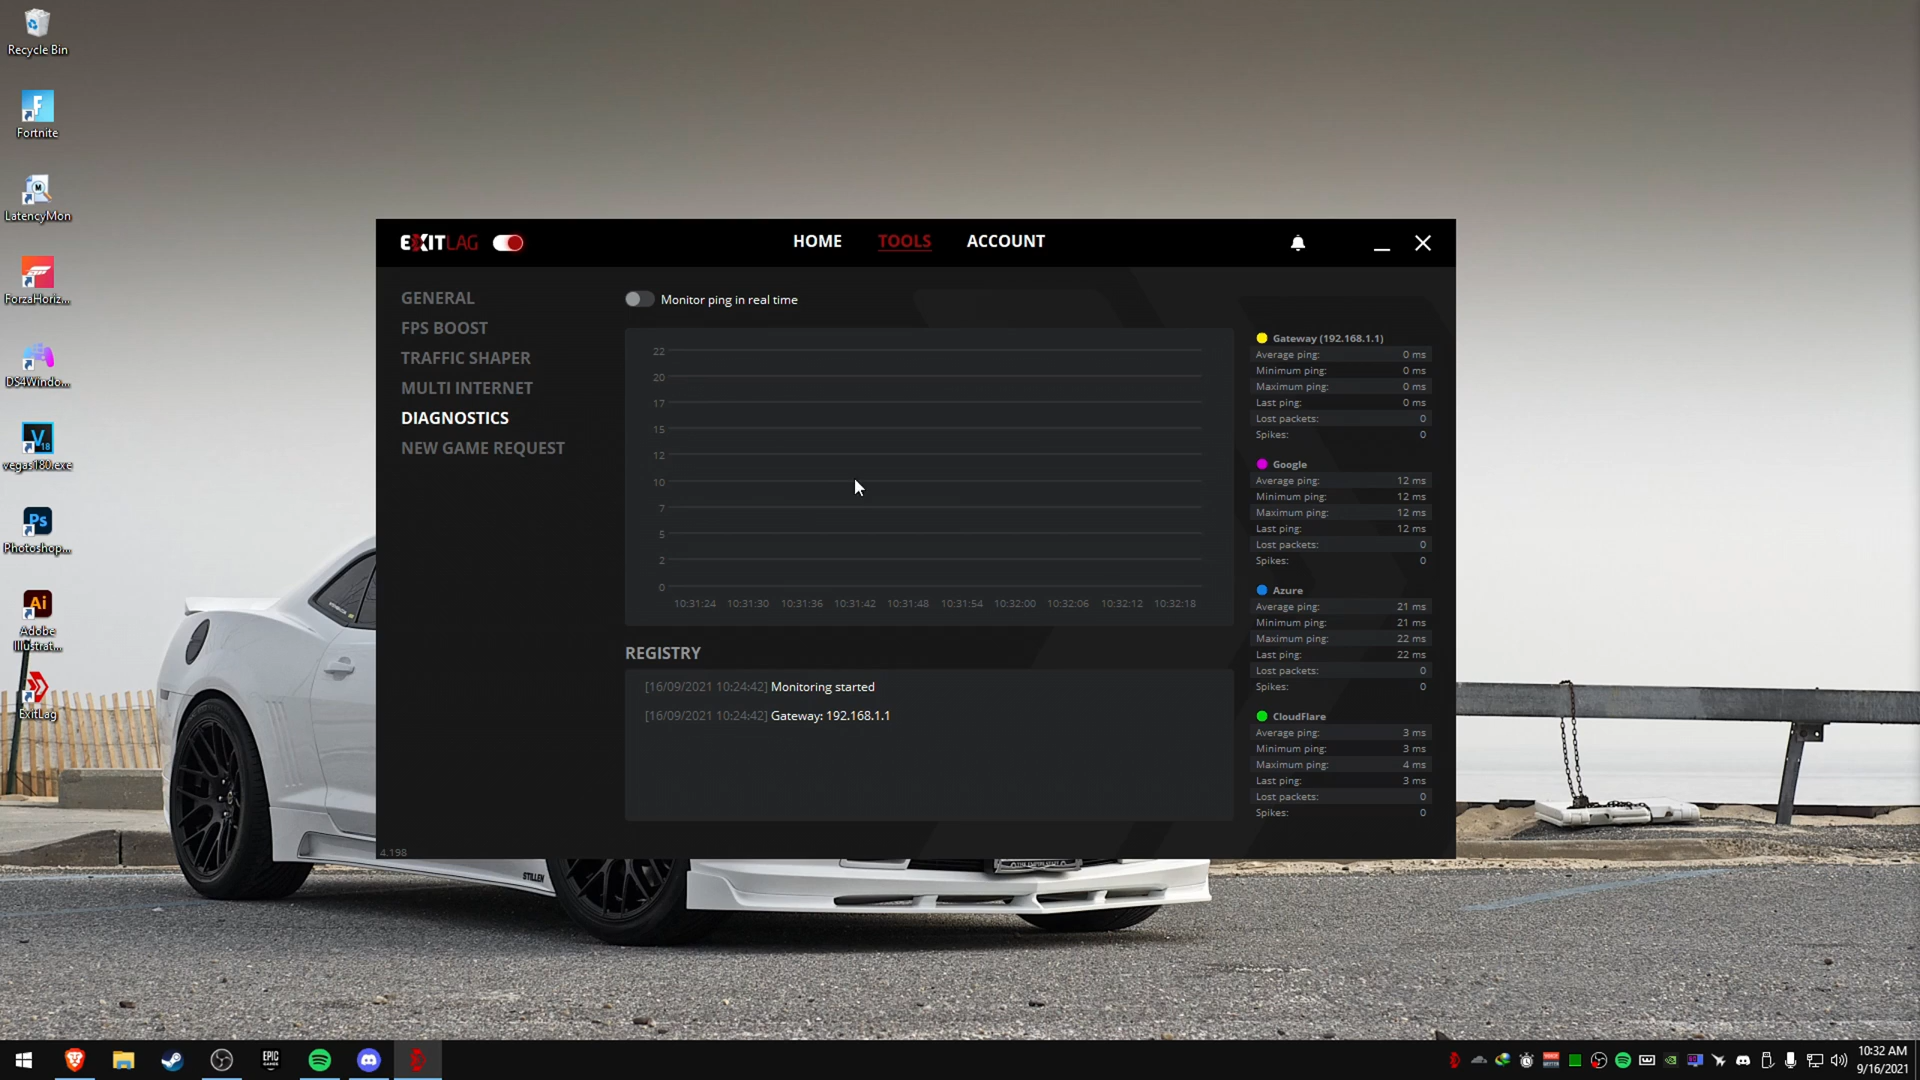 Recycle Bin
Fortnite
LatencyMon
ForzaHoriz...
DS4Windo...
vegas180.exe
Photoshop...
Adobe
Illustrat...
ExitLag
EXITLAG
HOME
TOOLS
ACCOUNT
GENERAL
FPS BOOST
TRAFFIC SHAPER
MULTI INTERNET
DIAGNOSTICS
NEW GAME REQUEST
4.198
Monitor ping in real time
22
20
17
15
12
10
7
5
2
0
10:31:24 10:31:30 10:31:36 10:31:42 10:31:48 10:31:54 10:32:00 10:32:06 10:32:12 10:32:18
REGISTRY
[16/09/2021 10:24:42] Monitoring started
[16/09/2021 10:24:42] Gateway: 192.168.1.1
Gateway (192.168.1.1)
Average ping: 0 ms
Minimum ping: 0 ms
Maximum ping: 0 ms
Last ping: 0 ms
Lost packets: 0
Spikes: 0
Google
Average ping: 12 ms
Minimum ping: 12 ms
Maximum ping: 12 ms
Last ping: 12 ms
Lost packets: 0
Spikes: 0
Azure
Average ping: 21 ms
Minimum ping: 21 ms
Maximum ping: 22 ms
Last ping: 22 ms
Lost packets: 0
Spikes: 0
CloudFlare
Average ping: 3 ms
Minimum ping: 3 ms
Maximum ping: 4 ms
Last ping: 3 ms
Lost packets: 0
Spikes: 0
STILLEN
EPIC
GAMES
10:32 AM
9/16/2021